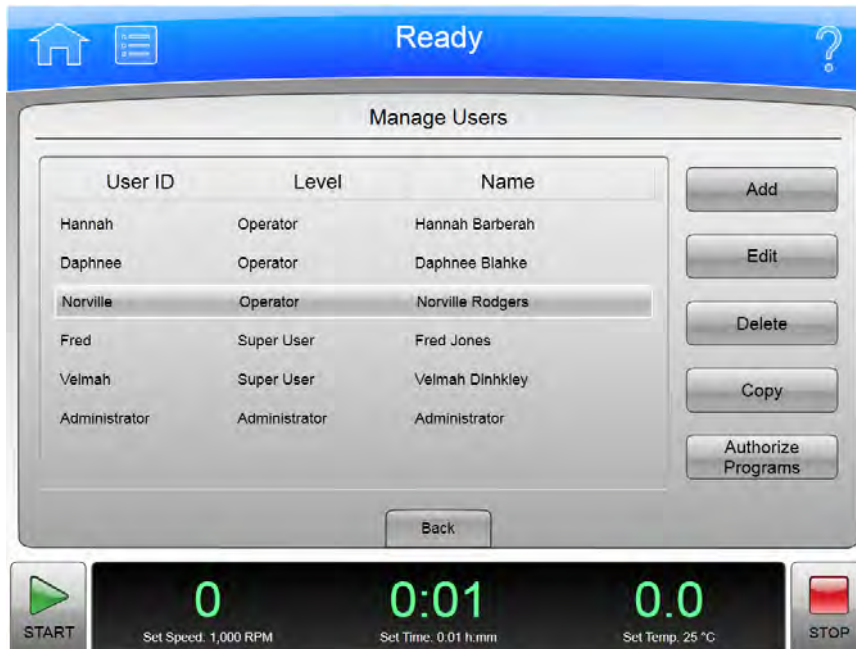 Ready
?
Manage Users
User ID Level Name
Hannah Operator Hannah Barberah
Daphnee Operator Daphnee Blahke
Norville Operator Norville Rodgers
Fred Super User Fred Jones
Velmah Super User Velmah Dinhkley
Administrator Administrator Administrator
Add
Edit
Delete
Copy
Authorize
Programs
Back
START
0
Set Speed: 1,000 RPM
0:01
Set Time: 0:01 h:mm
0.0
Set Temp: 25 °C
STOP